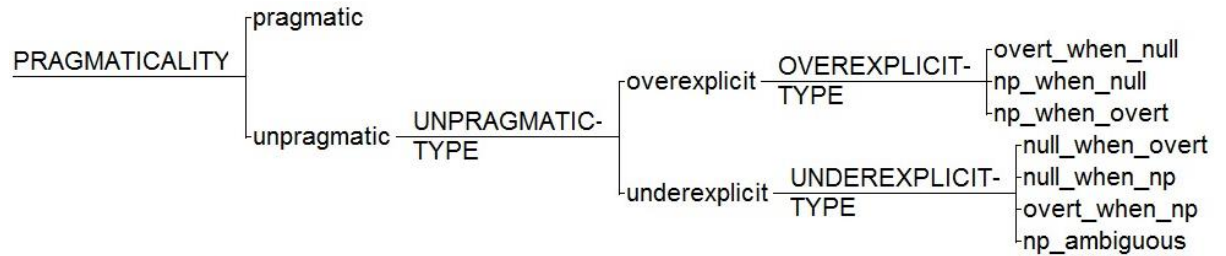 pragmatic
PRAGMATICALITY
unpragmatic
UNPRAGMATIC-
TYPE
overexplicit
OVEREXPLICIT-
TYPE
overt_when_null
np_when_null
np_when_overt
underexplicit
UNDEREXPLICIT-
TYPE
null_when_overt
null_when_np
overt_when_np
np_ambiguous